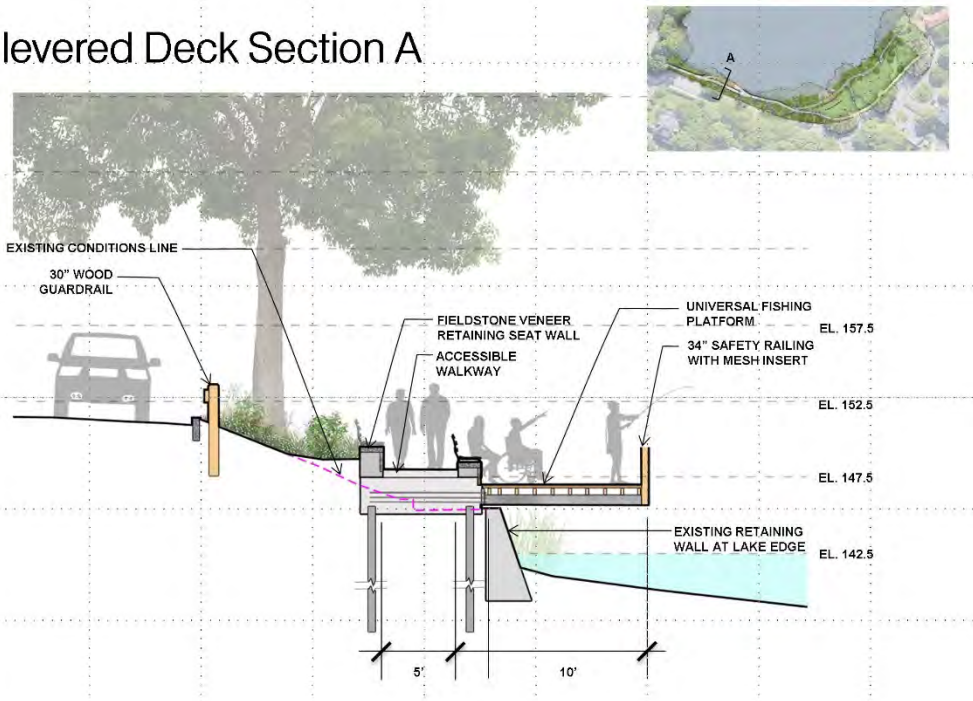 levered Deck Section A
A
EXISTING CONDITIONS LINE
30" WOOD
GUARDRAIL
FIELDSTONE VENEER
RETAINING SEAT WALL
ACCESSIBLE
WALKWAY
UNIVERSAL FISHING
PLATFORM
34" SAFETY RAILING
WITH MESH INSERT
EL. 157.5
EL. 152.5
EL. 147.5
EXISTING RETAINING
WALL AT LAKE EDGE
EL. 142.5
5'
10'